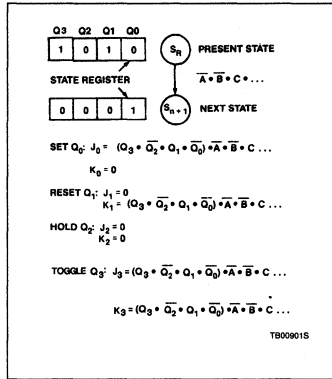 Q3 Q2 Q1 Q0
1 0 1 0
S_R
PRESENT STATE
STATE REGISTER
A̅ • B̅ • C • . . .
0 0 0 1
S_{n + 1}
NEXT STATE
SET Q₀: J₀ = (Q₃ • Q̅₂ • Q₁ • Q̅₀) • A̅ • B̅ • C . . .
K₀ = 0
RESET Q₁: J₁ = 0
K₁ = (Q₃ • Q̅₂ • Q₁ • Q̅₀) • A̅ • B̅ • C . . .
HOLD Q₂: J₂ = 0
K₂ = 0
TOGGLE Q₃: J₃ = (Q₃ • Q̅₂ • Q₁ • Q̅₀) • A̅ • B̅ • C . . .
K₃ = (Q₃ • Q̅₂ • Q₁ • Q̅₀) • A̅ • B̅ • C . . .
TB00901S